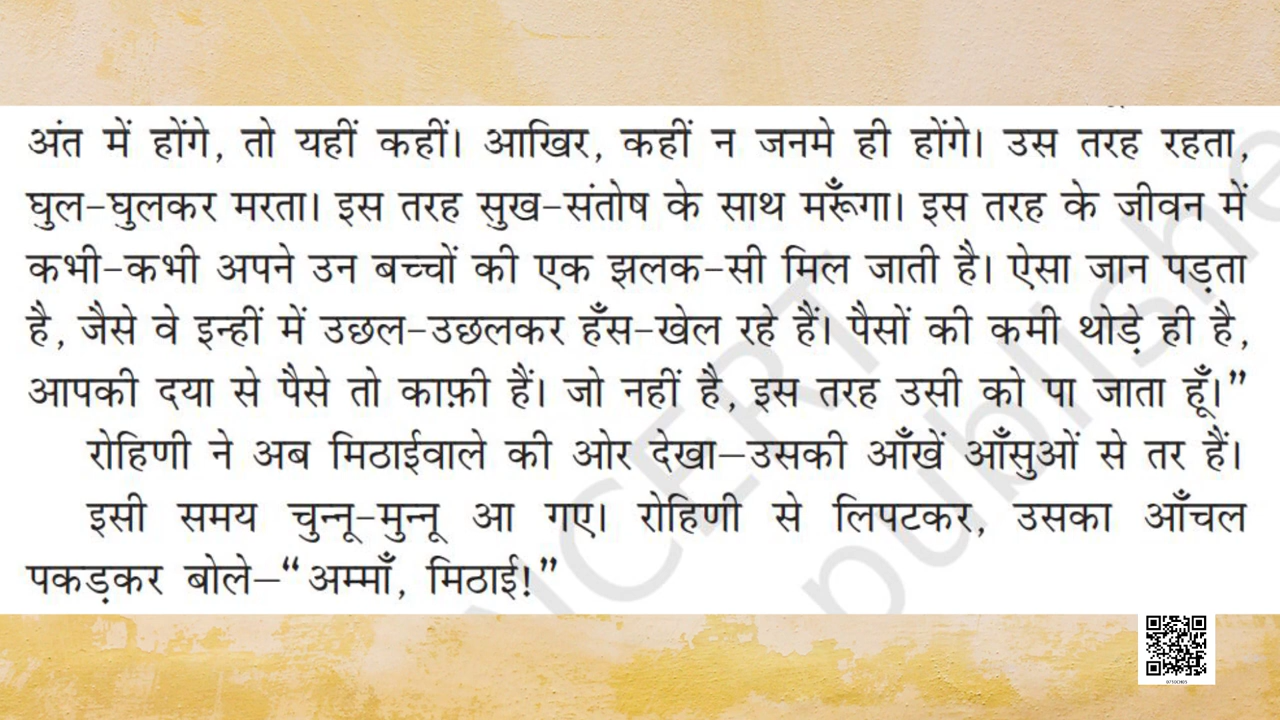 अंत में होंगे, तो यहीं कहीं। आखिर, कहीं न जनमे ही होंगे। उस तरह रहता,
घुल-घुलकर मरता। इस तरह सुख-संतोष के साथ मरूँगा। इस तरह के जीवन में
कभी-कभी अपने उन बच्चों की एक झलक-सी मिल जाती है। ऐसा जान पड़ता
है, जैसे वे इन्हीं में उछल-उछलकर हँस-खेल रहे हैं। पैसों की कमी थोड़े ही है,
आपकी दया से पैसे तो काफ़ी हैं। जो नहीं है, इस तरह उसी को पा जाता हूँ।”
रोहिणी ने अब मिठाईवाले की ओर देखा—उसकी आँखें आँसुओं से तर हैं।
इसी समय चुन्नू-मुन्नू आ गए। रोहिणी से लिपटकर, उसका आँचल
पकड़कर बोले—“अम्माँ, मिठाई!”